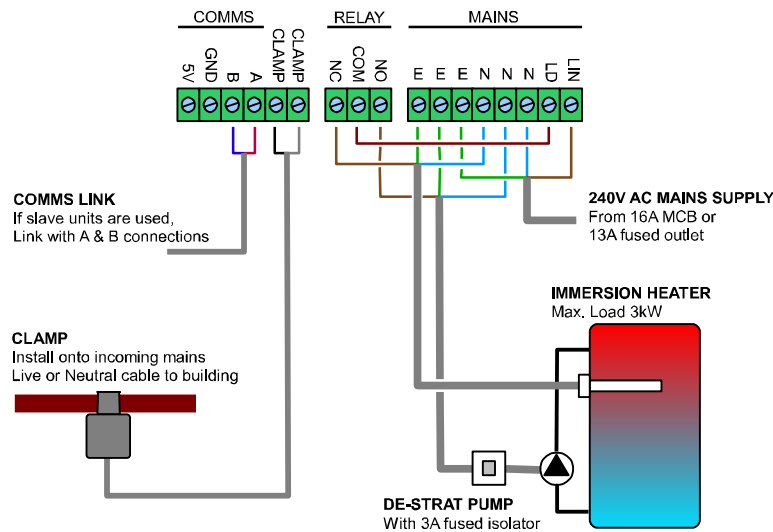 COMMS
RELAY
MAINS
5V
GND
B
A
CLAMP
CLAMP
NC
COM
NO
E
E
E
N
N
N
LD
LIN
COMMS LINK
If slave units are used,
Link with A & B connections
240V AC MAINS SUPPLY
From 16A MCB or
13A fused outlet
IMMERSION HEATER
Max. Load 3kW
CLAMP
Install onto incoming mains
Live or Neutral cable to building
DE-STRAT PUMP
With 3A fused isolator